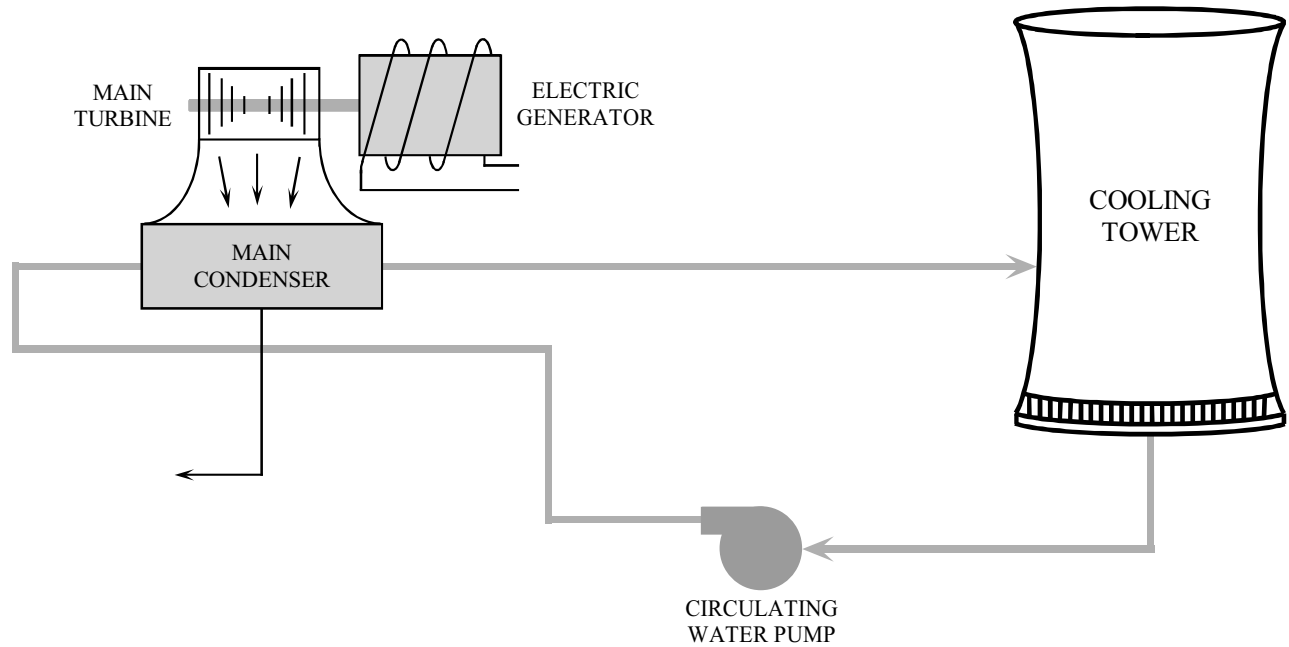 MAIN
TURBINE
ELECTRIC
GENERATOR
COOLING
TOWER
MAIN
CONDENSER
CIRCULATING
WATER PUMP